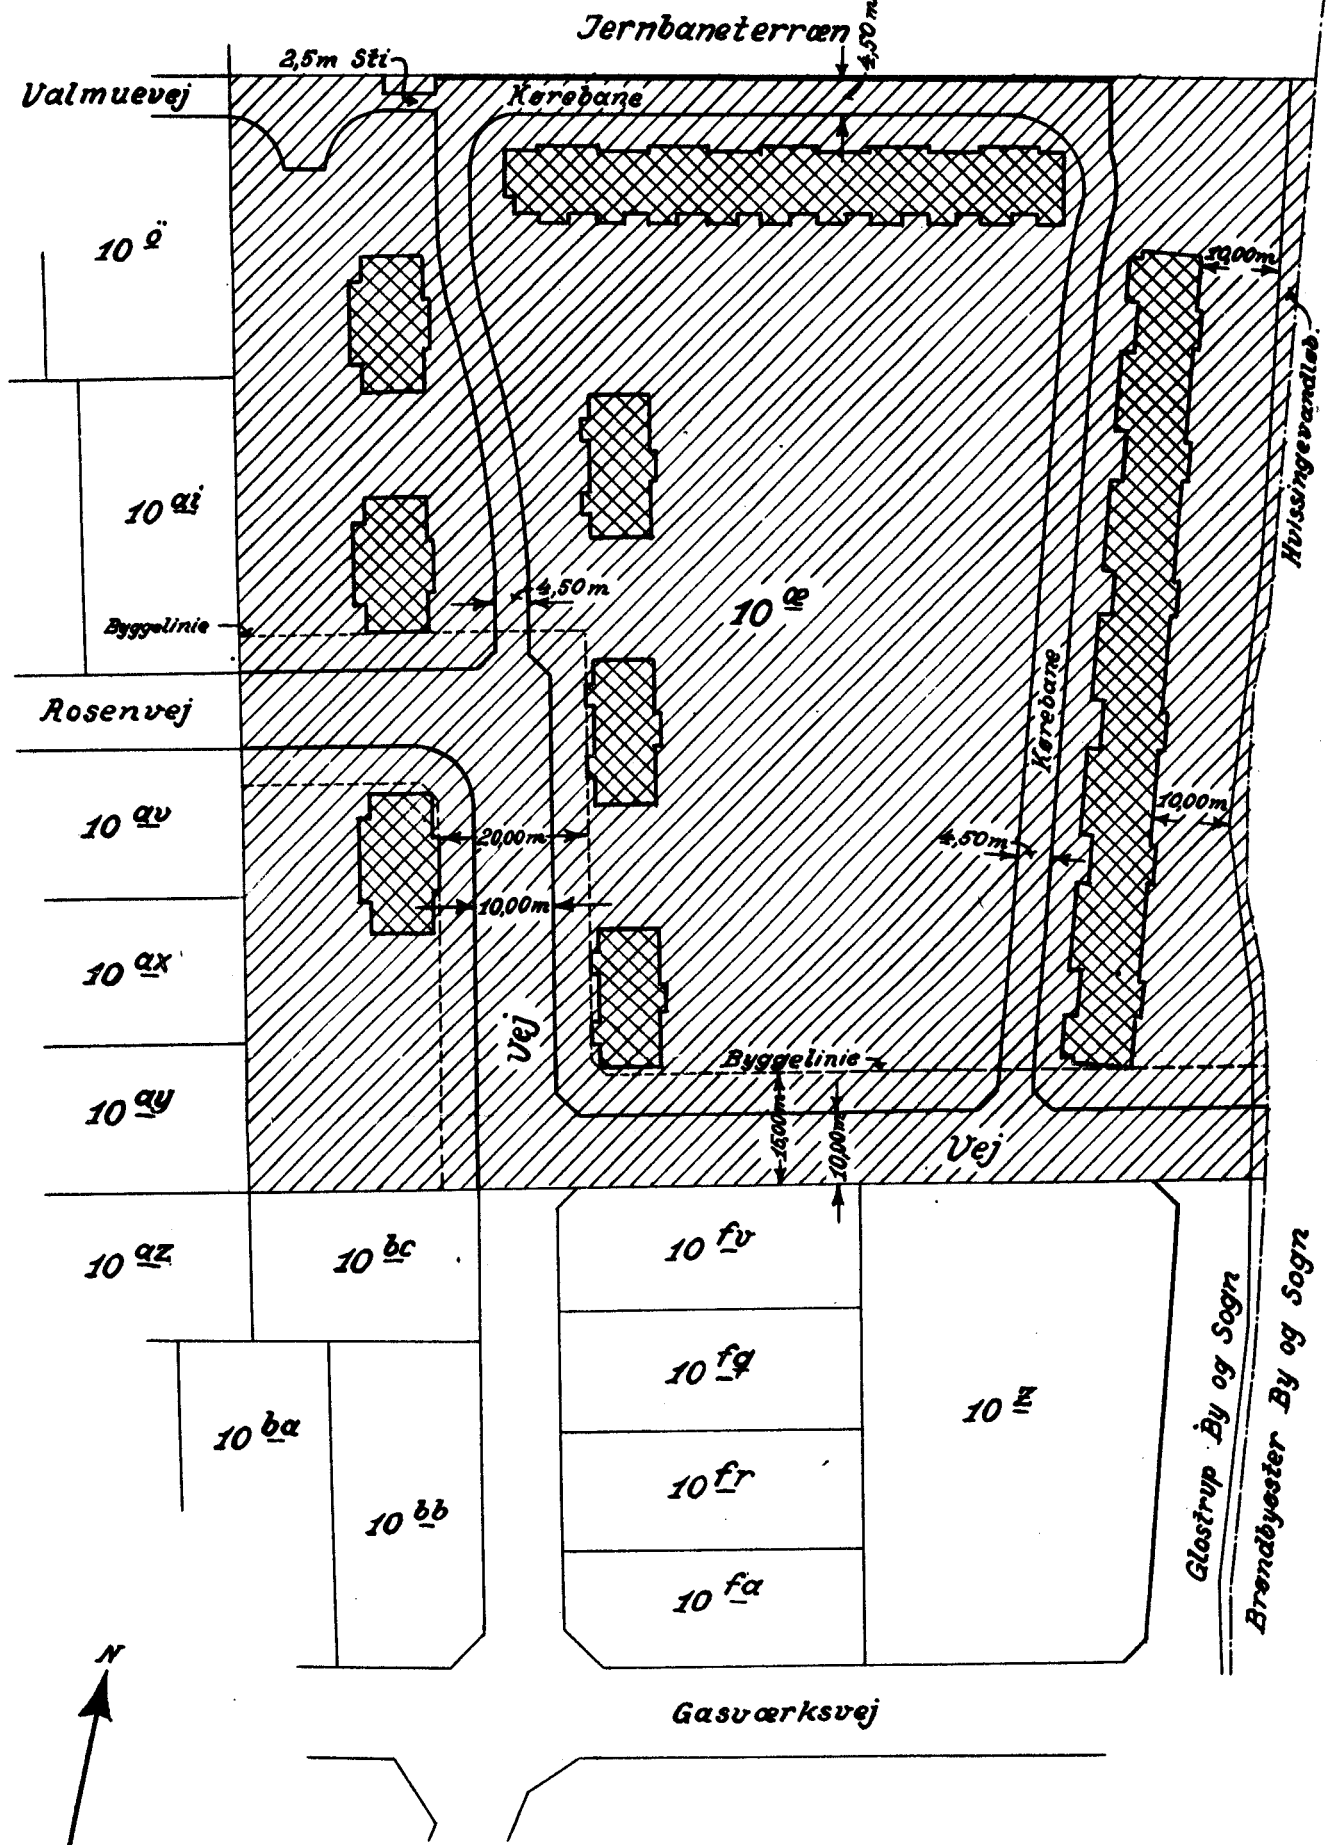 Jernbaneterræn
4,50 m
2,5m Sti
Valmuevej
Kørebane
10 ö
10,00m
Hvissingevandløb.
10 ai
4,50 m
10 æ
Byggelinie
Rosenvej
Kørebane
10 av
20,00m
10,00m
4,50 m
10,00m
10 ax
Vej
Byggelinie
10 ay
15,00m
10,00m
Vej
10 az
10 bc
10 fv
10 fq
10 z
Glostrup By og Sogn
Brøndbyøster By og Sogn
10 ba
10 fr
10 bb
10 fa
N
Gasværksvej